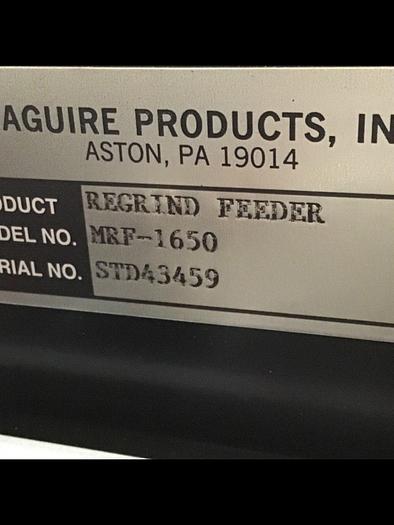 AGUIRE PRODUCTS, IN
ASTON, PA 19014
ODUCT REGRIND FEEDER
DEL NO. MRF-1650
RIAL NO. STD43459